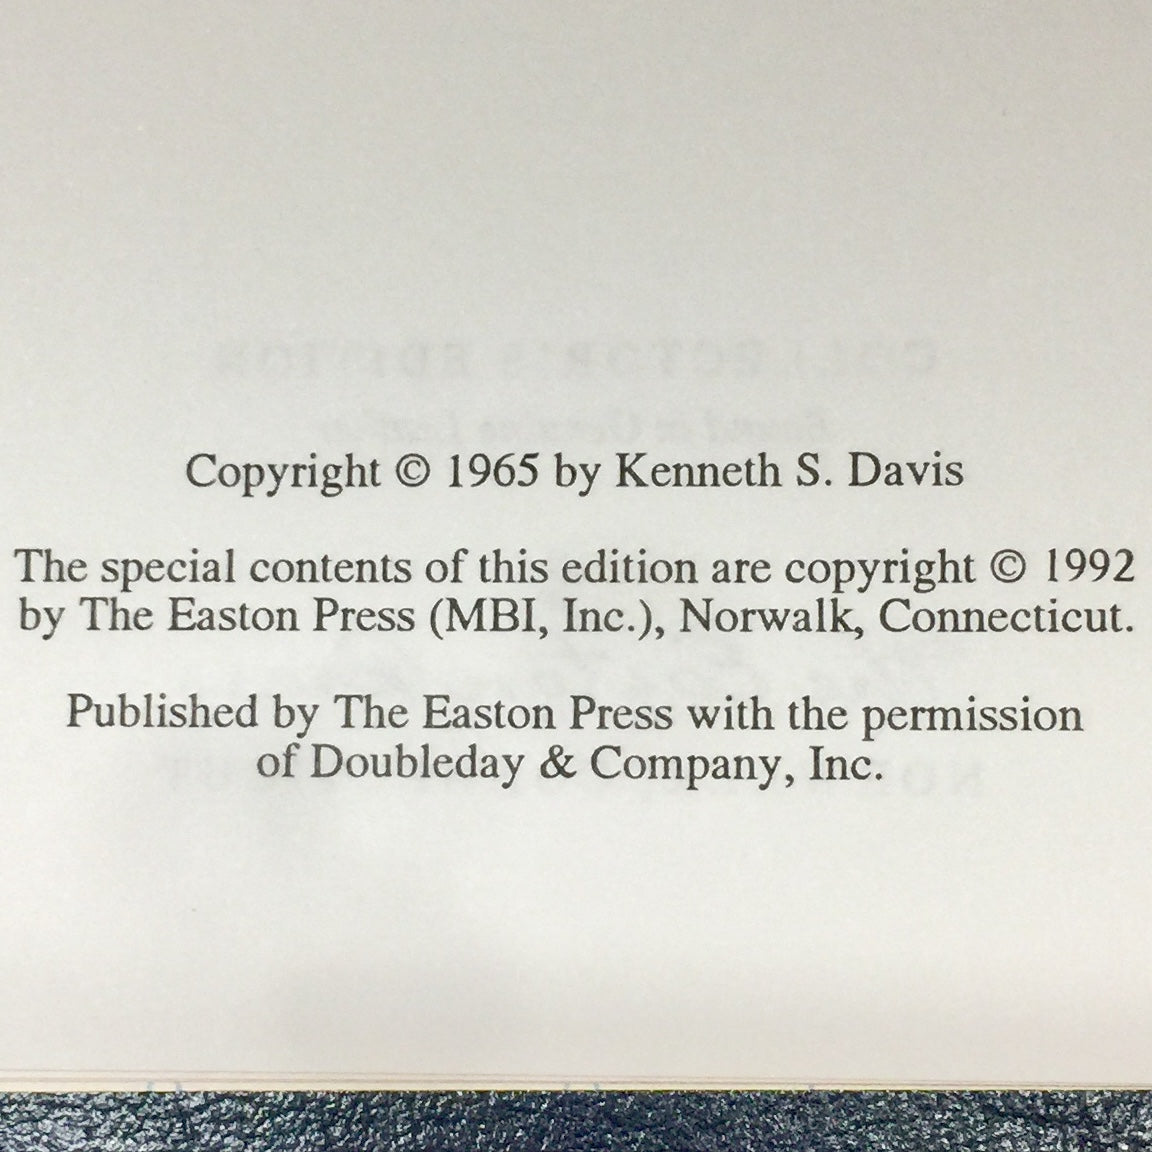 Copyright © 1965 by Kenneth S. Davis
The special contents of this edition are copyright © 1992
by The Easton Press (MBI, Inc.), Norwalk, Connecticut.
Published by The Easton Press with the permission
of Doubleday & Company, Inc.